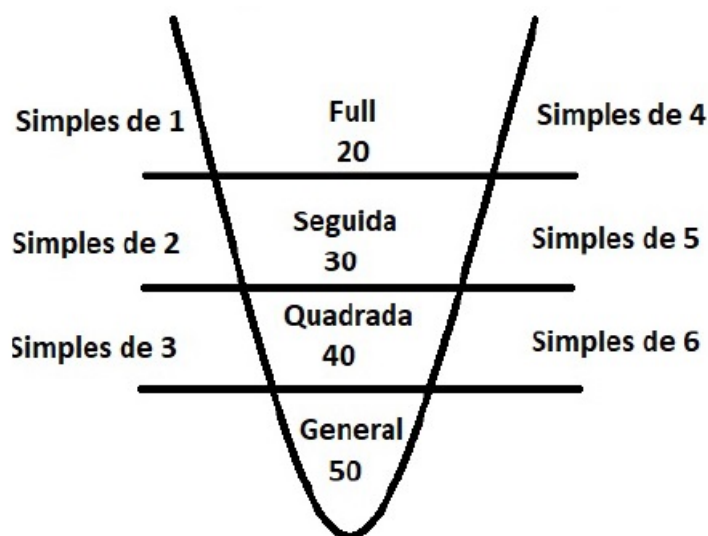 Simples de 1
Full
20
Simples de 4
Simples de 2
Seguida
30
Simples de 5
Simples de 3
Quadrada
40
Simples de 6
General
50